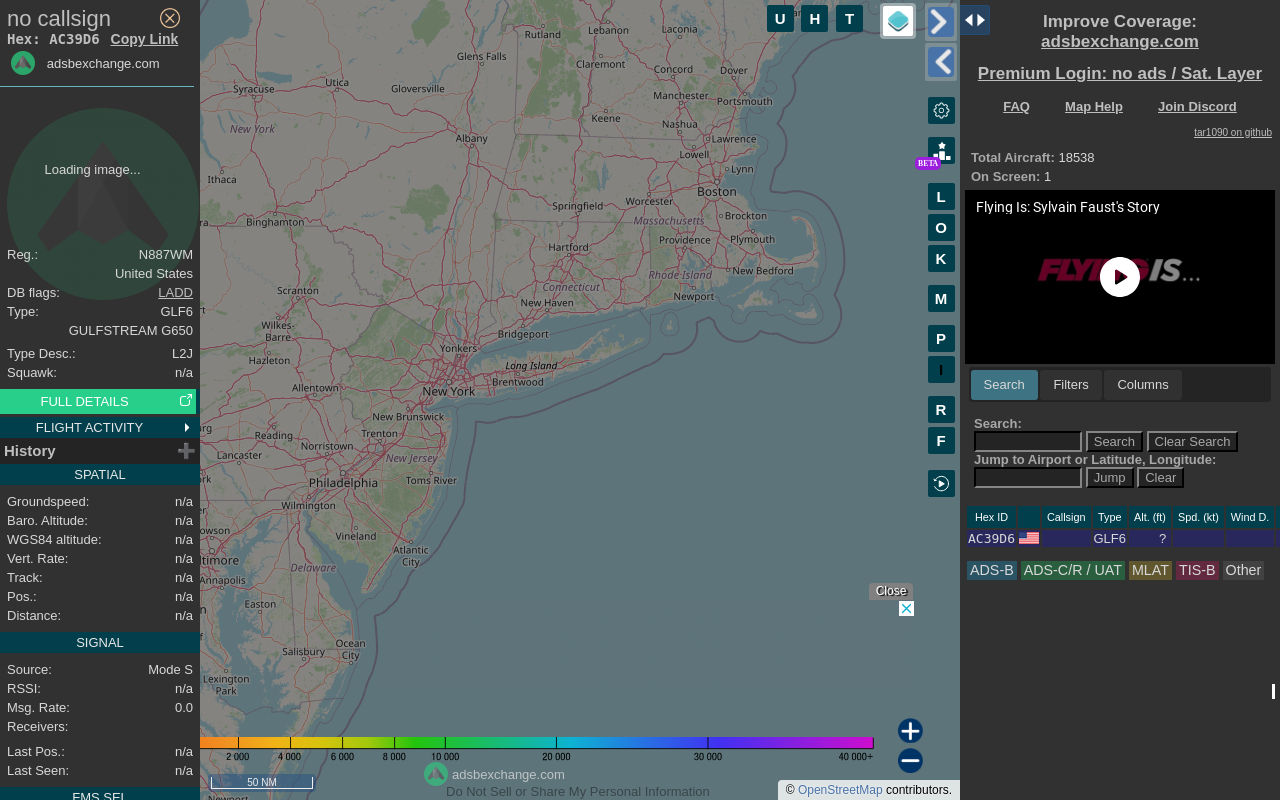 no callsign
Hex: AC39D6 Copy Link
adsbexchange.com
Loading image...
Reg.: N887WM
United States
DB flags: LADD
Type: GLF6
GULFSTREAM G650
Type Desc.: L2J
Squawk: n/a
FULL DETAILS
FLIGHT ACTIVITY
History
SPATIAL
Groundspeed: n/a
Baro. Altitude: n/a
WGS84 altitude: n/a
Vert. Rate: n/a
Track: n/a
Pos.: n/a
Distance: n/a
SIGNAL
Source: Mode S
RSSI: n/a
Msg. Rate: 0.0
Receivers:
Last Pos.: n/a
Last Seen: n/a
FMS SEL
Rutland
Lebanon
Laconia
Glens Falls
Claremont
Concord
Dover
Utica
Gloversville
Syracuse
Manchester
Portsmouth
Keene
New York
Nashua
Albany
Lawrence
Lowell
Lynn
Ithaca
Boston
Springfield
Worcester
Binghamton
Massachusetts
Brockton
Hartford
Providence
Plymouth
Rhode Island
New Bedford
Connecticut
Scranton
New Haven
Newport
Wilkes-
Barre
Bridgeport
Yonkers
Hazleton
Long Island
Allentown
New York
Brentwood
New Brunswick
Reading
Trenton
Norristown
Lancaster
New Jersey
Philadelphia
Toms River
Wilmington
Vineland
Atlantic
City
Delaware
Annapolis
Easton
Ocean
City
Salisbury
Lexington
Park
Newport
U H T
BETA
L
O
K
M
P
I
R
F
Close
2 000 4 000 6 000 8 000 10 000 20 000 30 000 40 000+
50 NM
adsbexchange.com
Do Not Sell or Share My Personal Information
© OpenStreetMap contributors.
Improve Coverage:
adsbexchange.com
Premium Login: no ads / Sat. Layer
FAQ Map Help Join Discord
tar1090 on github
Total Aircraft: 18538
On Screen: 1
Flying Is: Sylvain Faust's Story
FLYING IS...
Search Filters Columns
Search:
Search Clear Search
Jump to Airport or Latitude, Longitude:
Jump Clear
Hex ID Callsign Type Alt. (ft) Spd. (kt) Wind D.
AC39D6 GLF6 ?
ADS-B ADS-C/R / UAT MLAT TIS-B Other